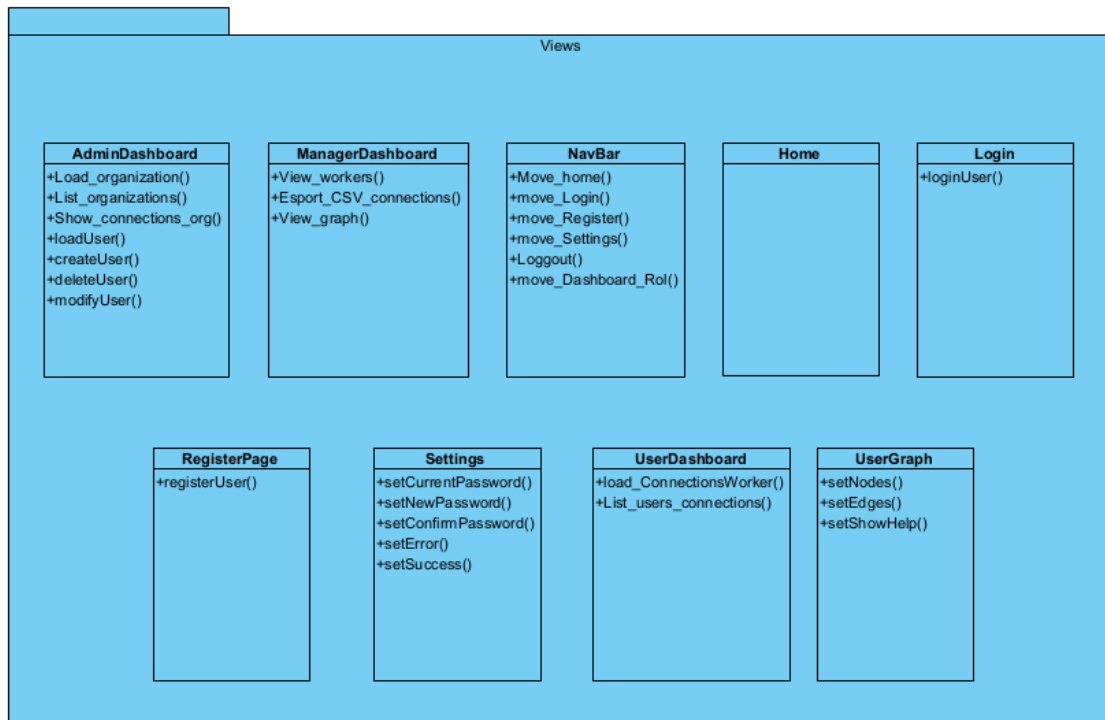 Views
AdminDashboard
+Load_organization()
+List_organizations()
+Show_connections_org()
+loadUser()
+createUser()
+deleteUser()
+modifyUser()
ManagerDashboard
+View_workers()
+Esport_CSV_connections()
+View_graph()
NavBar
+Move_home()
+move_Login()
+move_Register()
+move_Settings()
+Loggout()
+move_Dashboard_Rol()
Home
Login
+loginUser()
RegisterPage
+registerUser()
Settings
+setCurrentPassword()
+setNewPassword()
+setConfirmPassword()
+setError()
+setSuccess()
UserDashboard
+load_ConnectionsWorker()
+List_users_connections()
UserGraph
+setNodes()
+setEdges()
+setShowHelp()